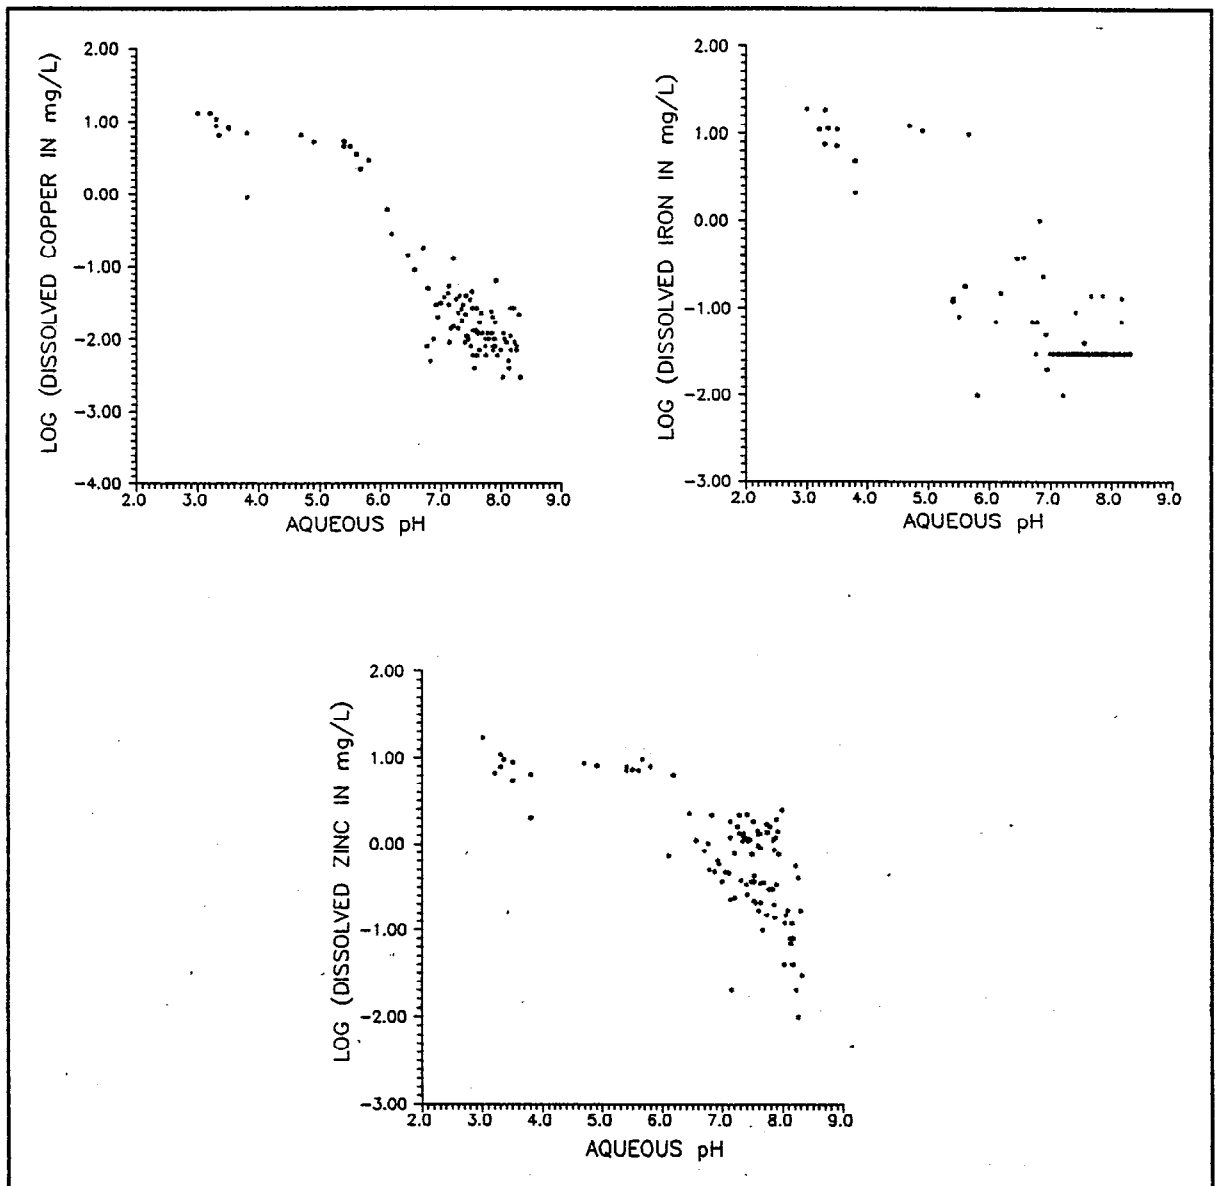 LOG (DISSOLVED COPPER IN mg/L)
2.00
1.00
0.00
−1.00
−2.00
−3.00
−4.00
2.0 3.0 4.0 5.0 6.0 7.0 8.0 9.0
AQUEOUS pH
LOG (DISSOLVED IRON IN mg/L)
2.00
1.00
0.00
−1.00
−2.00
−3.00
2.0 3.0 4.0 5.0 6.0 7.0 8.0 9.0
AQUEOUS pH
LOG (DISSOLVED ZINC IN mg/L)
2.00
1.00
0.00
−1.00
−2.00
−3.00
2.0 3.0 4.0 5.0 6.0 7.0 8.0 9.0
AQUEOUS pH